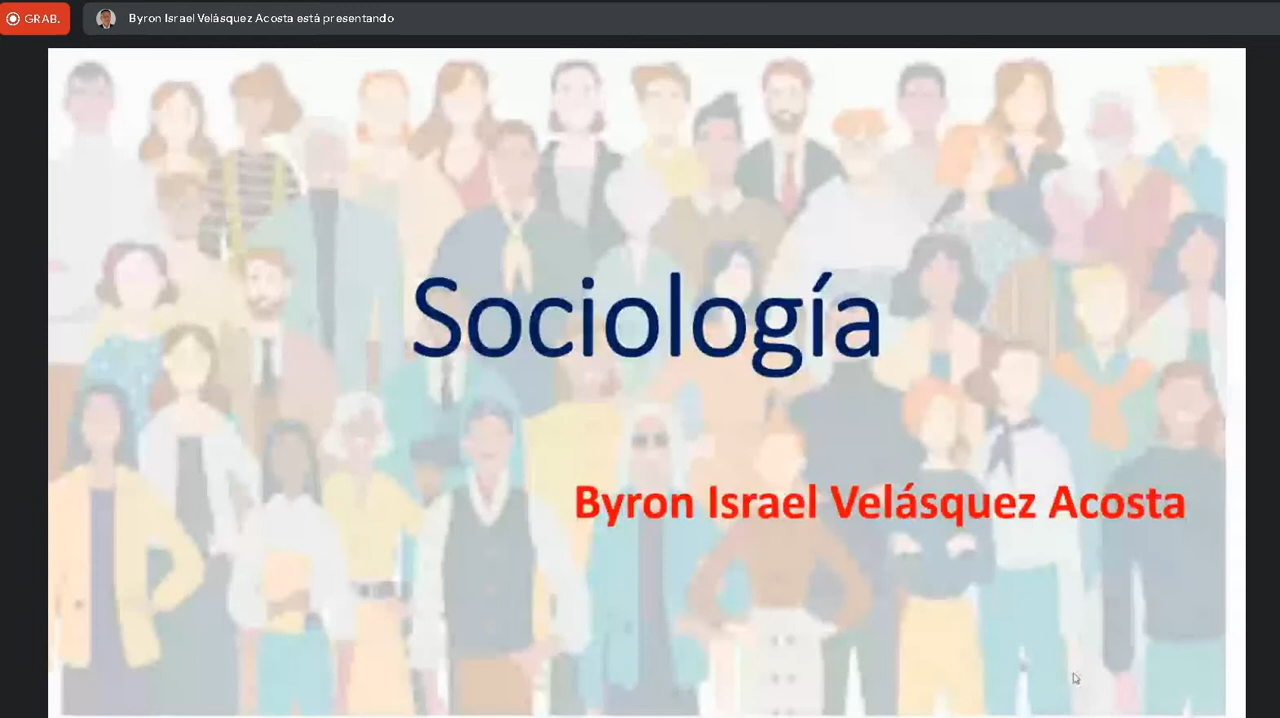 GRAB.
Byron Israel Velásquez Acosta está presentando
Sociología
Byron Israel Velásquez Acosta